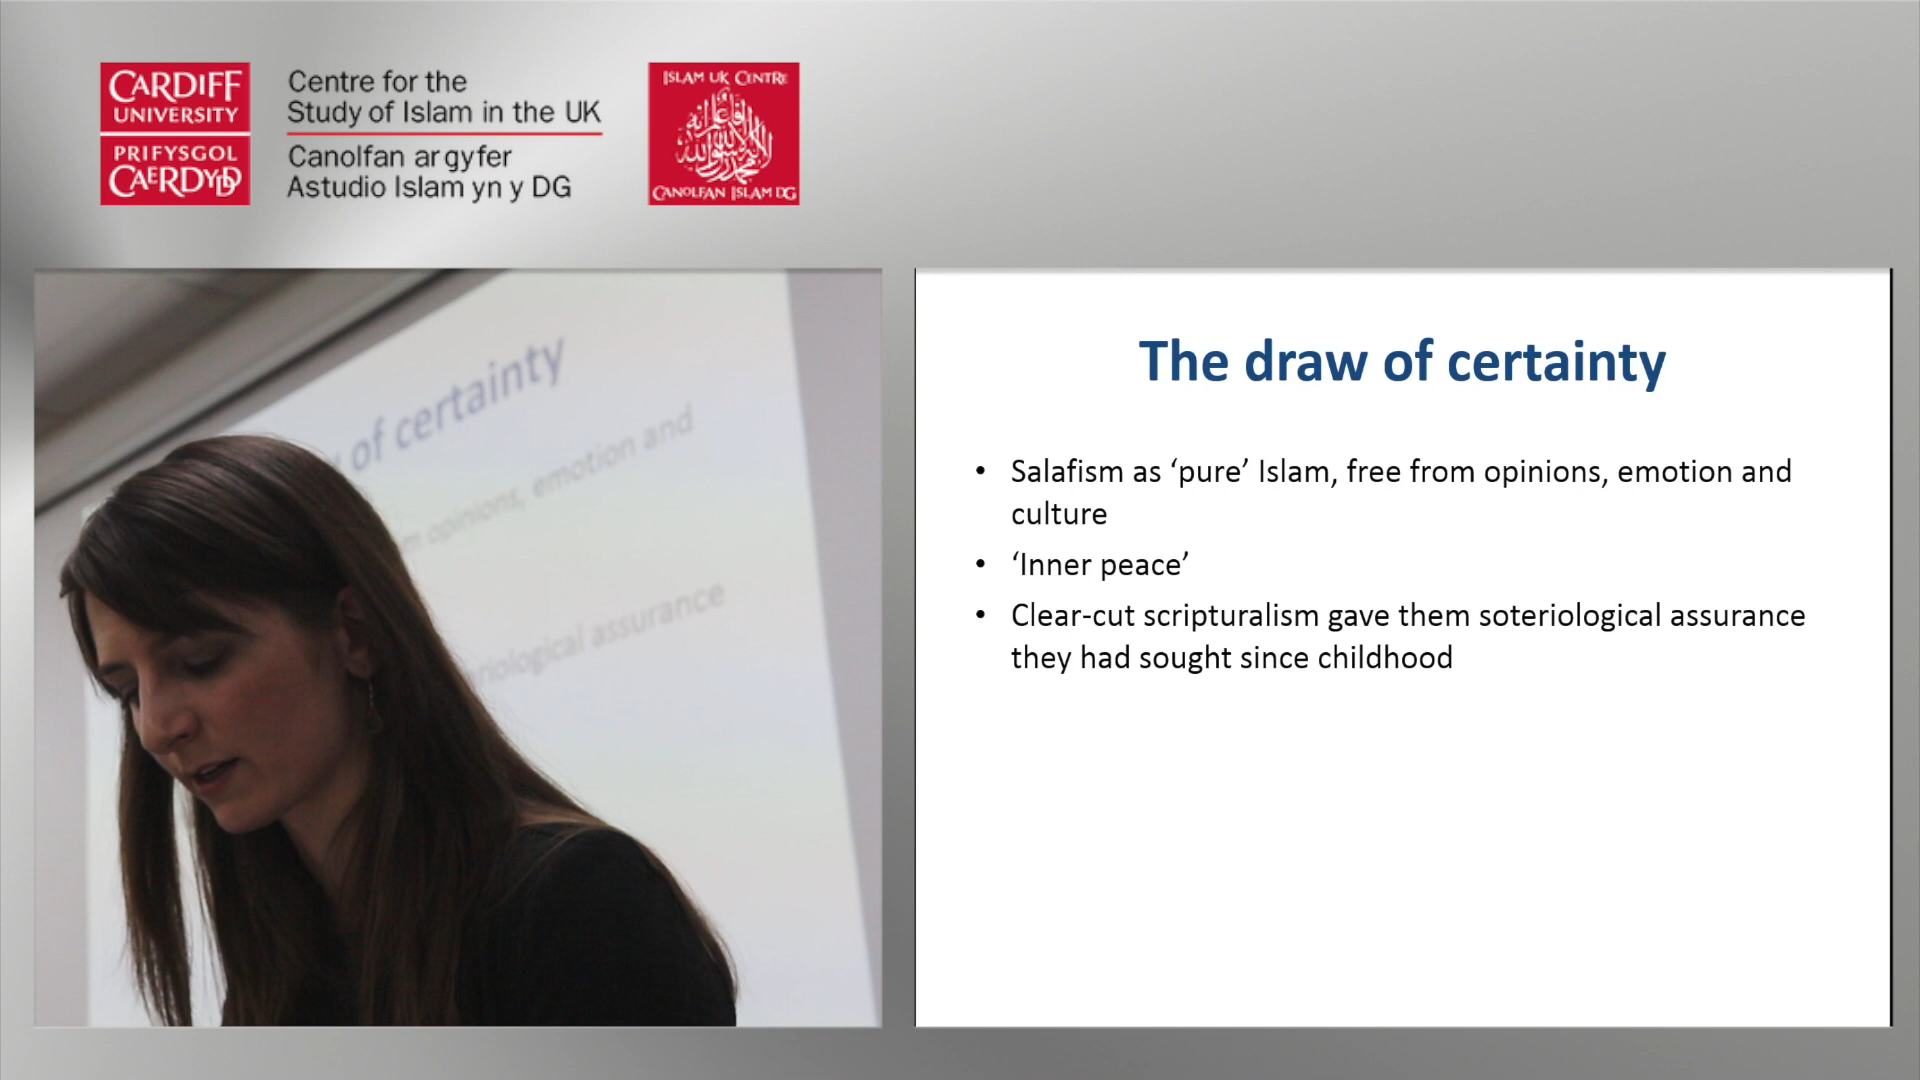 CARDIFF
UNIVERSITY
PRIFYSGOL
CAERDYDD
Centre for the
Study of Islam in the UK
Canolfan ar gyfer
Astudio Islam yn y DG
ISLAM UK CENTRE
CANOLFAN ISLAM DG
of certainty
opinions, emotion and
assurance
The draw of certainty
• Salafism as ‘pure’ Islam, free from opinions, emotion and
culture
• ‘Inner peace’
• Clear-cut scripturalism gave them soteriological assurance
they had sought since childhood